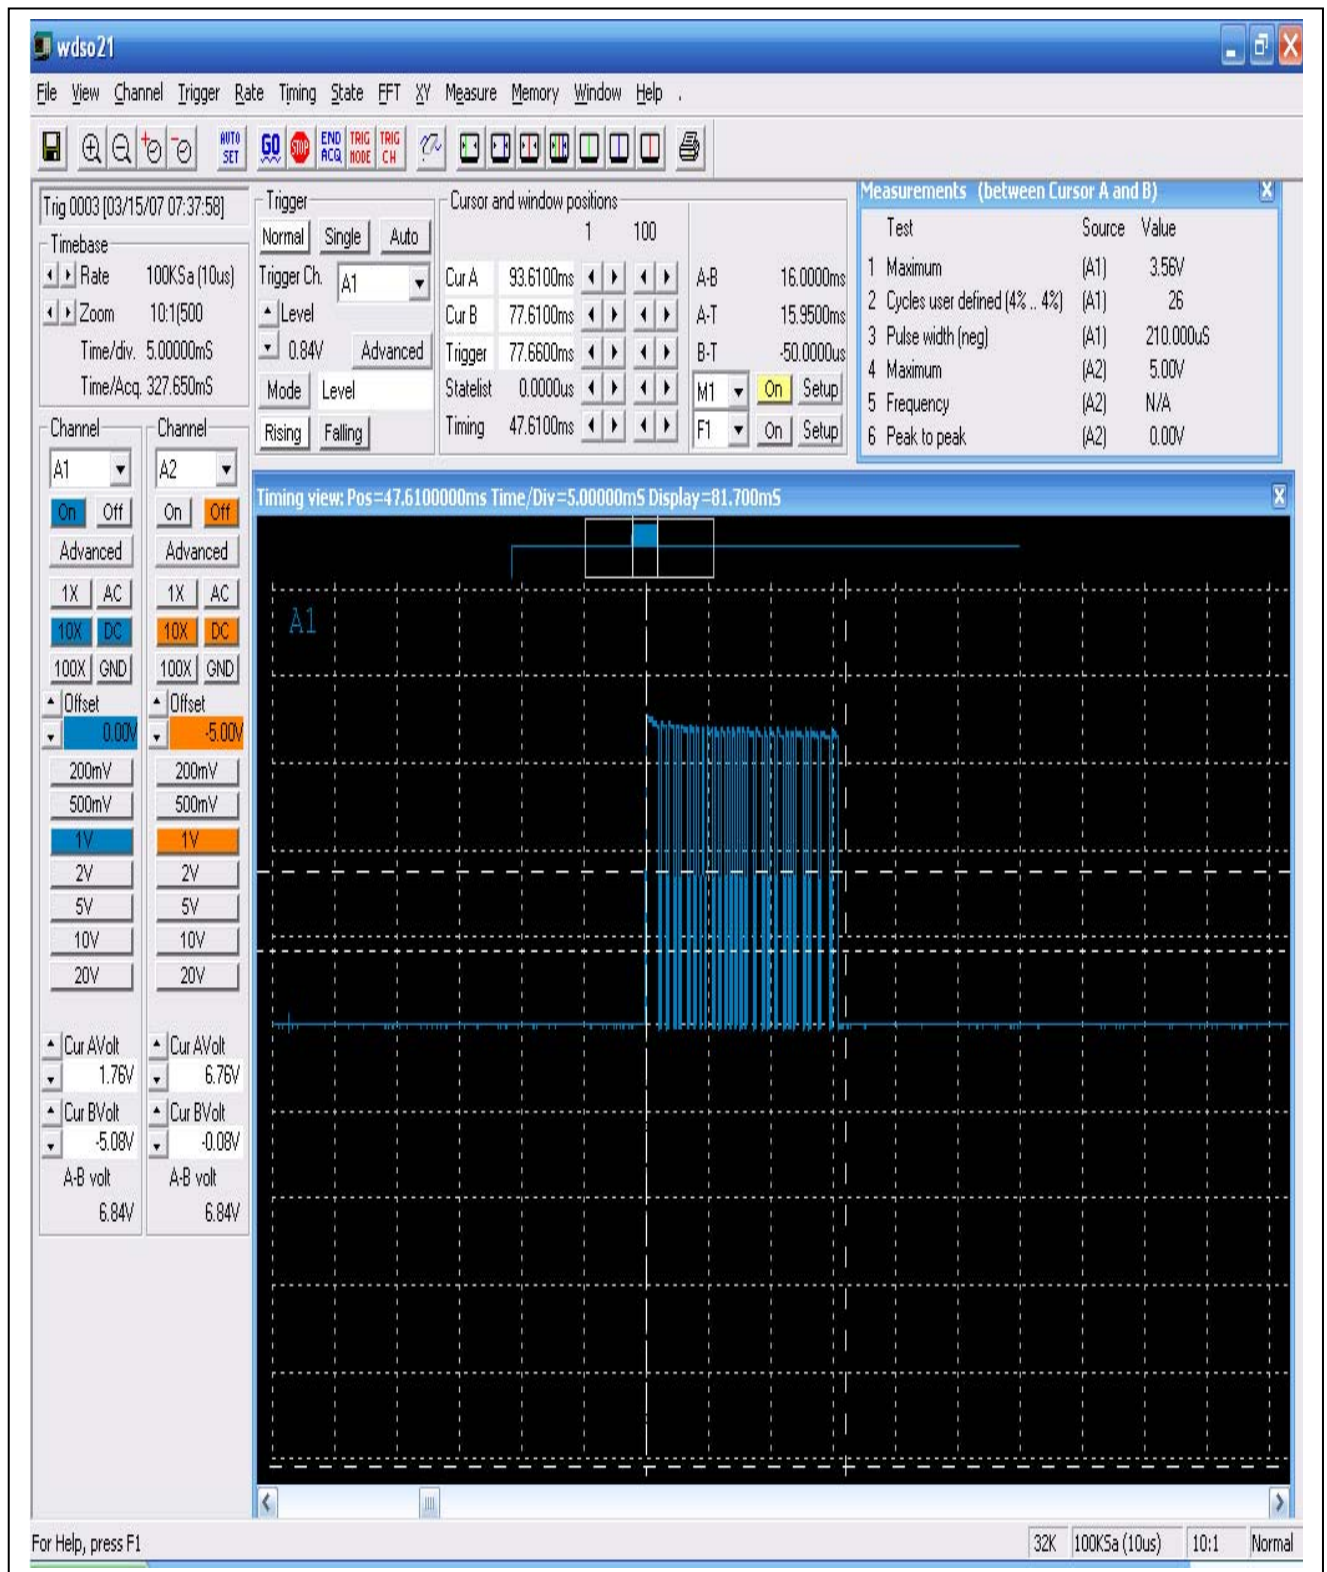 wdso21
File View Channel Trigger Rate Timing State FFT XY Measure Memory Window Help .
AUTO SET GO STOP END ACQ TRIG MODE TRIG CH
Trig 0003 [03/15/07 07:37:58]
Timebase
Rate 100KSa (10us)
Zoom 10:1(500
Time/div. 5.00000mS
Time/Acq. 327.650mS
Trigger
Normal Single Auto
Trigger Ch. A1
Level
0.84V Advanced
Mode Level
Rising Falling
Cursor and window positions
1 100
Cur A 93.6100ms A-B 16.0000ms
Cur B 77.6100ms A-T 15.9500ms
Trigger 77.6600ms B-T -50.0000us
Statelist 0.0000us M1 On Setup
Timing 47.6100ms F1 On Setup
Measurements (between Cursor A and B)
Test Source Value
1 Maximum (A1) 3.56V
2 Cycles user defined (4% .. 4%) (A1) 26
3 Pulse width (neg) (A1) 210.000uS
4 Maximum (A2) 5.00V
5 Frequency (A2) N/A
6 Peak to peak (A2) 0.00V
Channel Channel
A1 A2
On Off On Off
Advanced Advanced
1X AC 1X AC
10X DC 10X DC
100X GND 100X GND
Offset Offset
0.00V -5.00V
200mV 200mV
500mV 500mV
1V 1V
2V 2V
5V 5V
10V 10V
20V 20V
Cur AVolt Cur AVolt
1.76V 6.76V
Cur BVolt Cur BVolt
-5.08V -0.08V
A-B volt A-B volt
6.84V 6.84V
Timing view: Pos=47.6100000ms Time/Div=5.00000mS Display=81.700mS
A1
For Help, press F1
32K 100KSa (10us) 10:1 Normal